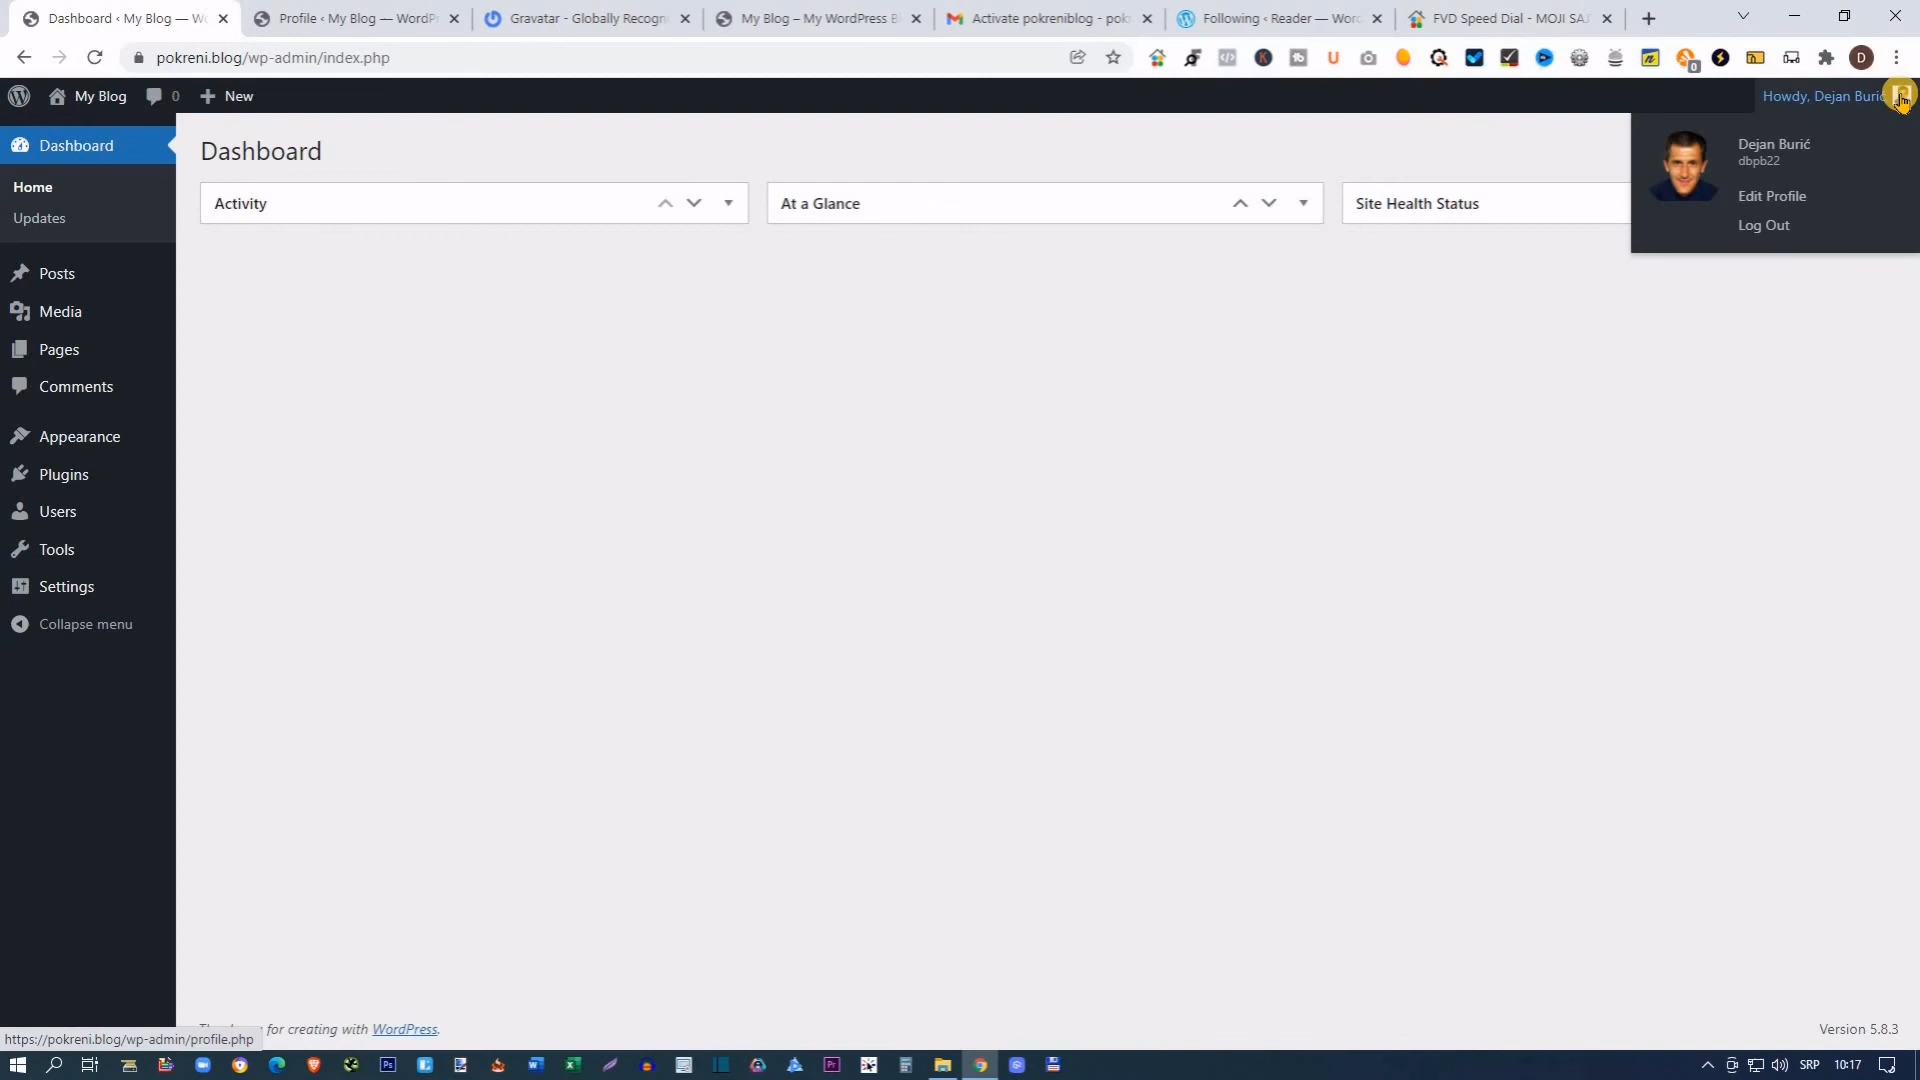 Dashboard ‹ My Blog — Wo
Profile ‹ My Blog — WordPr
Gravatar - Globally Recogn
My Blog – My WordPress B
Activate pokreniblog - pok
Following ‹ Reader — Word
FVD Speed Dial - MOJI SAJ
pokreni.blog/wp-admin/index.php
0
D
My Blog
0
New
Howdy, Dejan Burić
Dejan Burić
dbpb22
Edit Profile
Log Out
Dashboard
Home
Updates
Posts
Media
Pages
Comments
Appearance
Plugins
Users
Tools
Settings
Collapse menu
Dashboard
Activity
At a Glance
Site Health Status
for creating with WordPress.
Version 5.8.3
https://pokreni.blog/wp-admin/profile.php
SRP
10:17